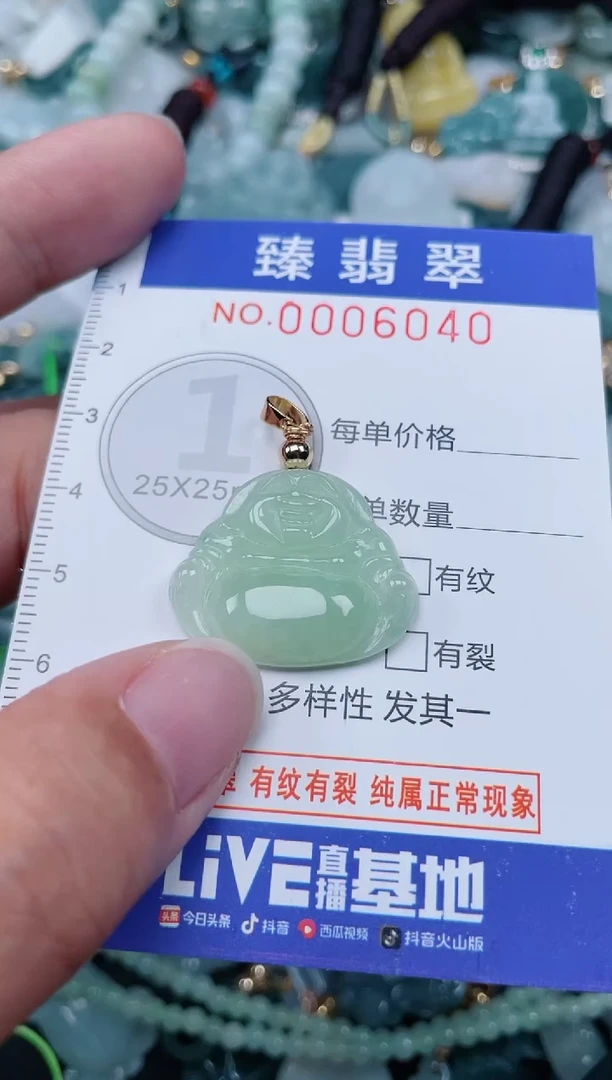 臻翡翠
NO.0006040
1
2
3
4
5
6
1
25X25
每单价格
单数量
有纹
有裂
多样性 发其一
有纹有裂 纯属正常现象
LiVE直播基地
头条 今日头条 抖音 西瓜视频 抖音火山版